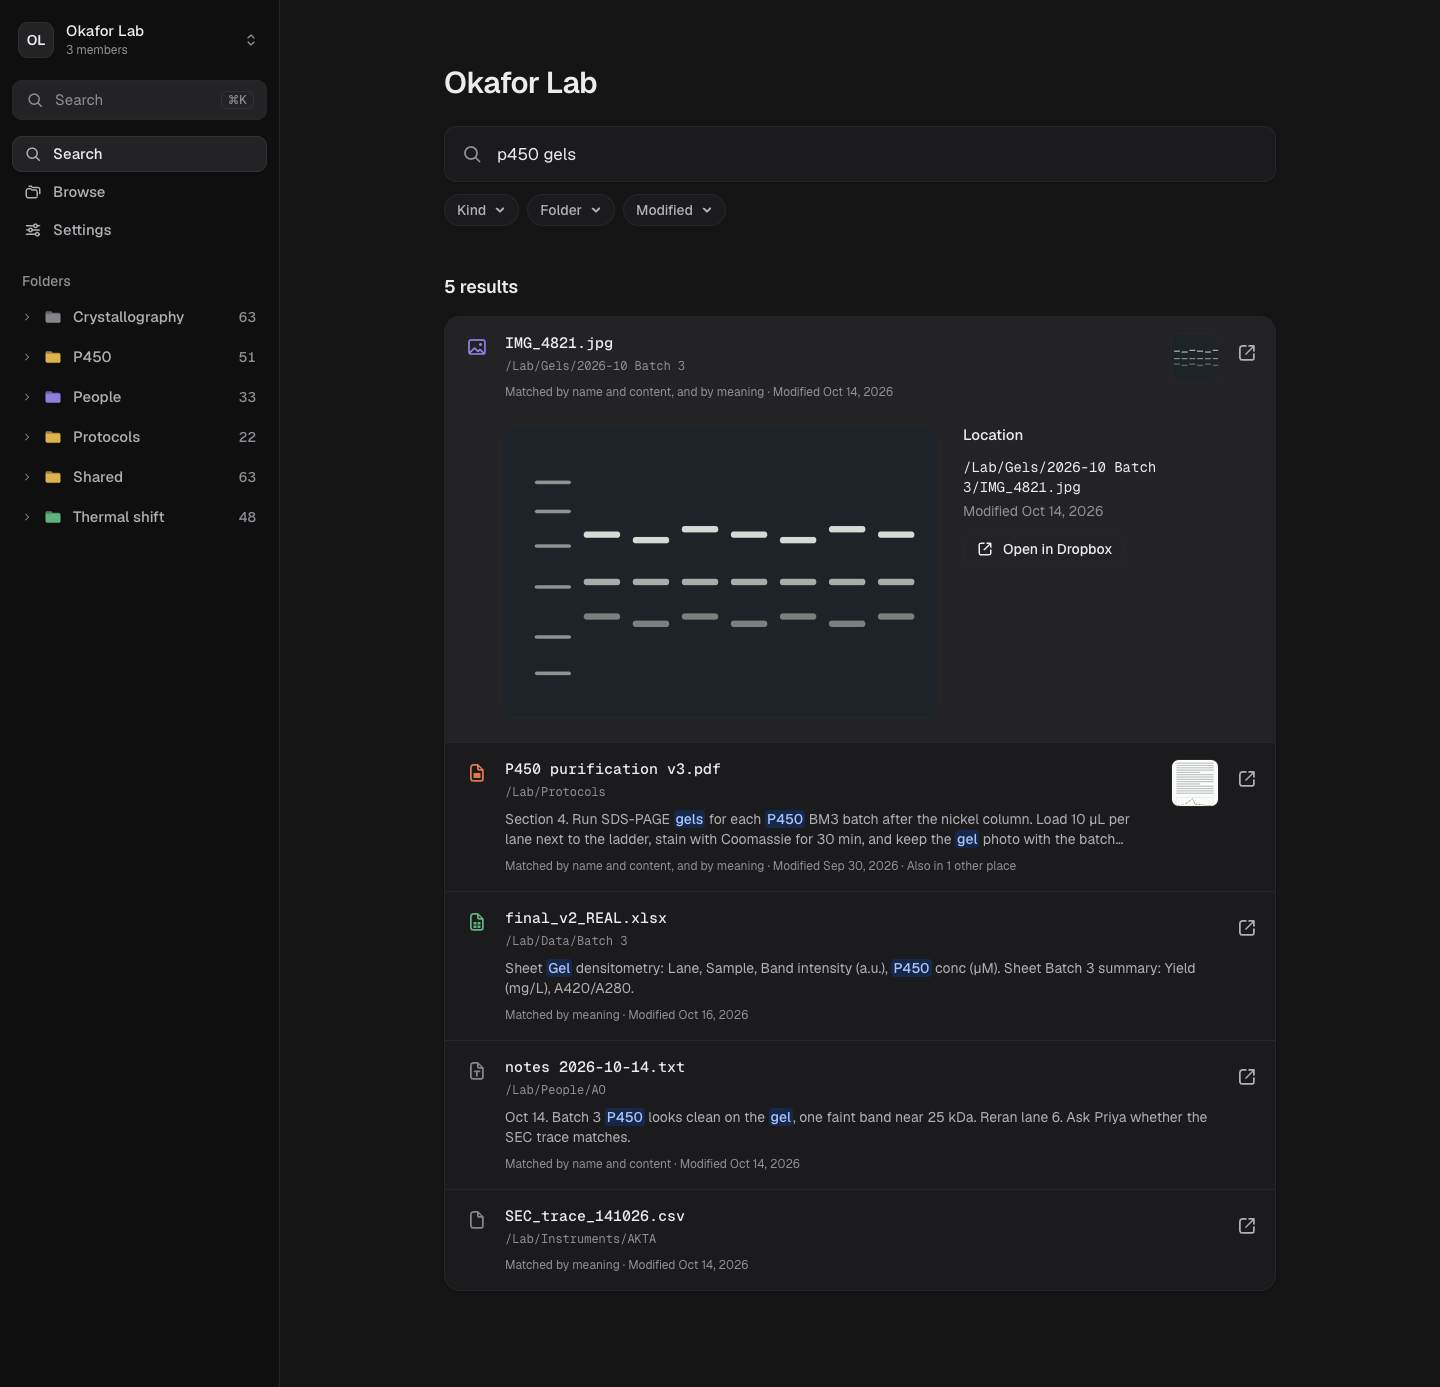 OL
Okafor Lab
3 members
Search
⌘K
Search
Browse
Settings
Folders
Crystallography 63
P450 51
People 33
Protocols 22
Shared 63
Thermal shift 48
Okafor Lab
p450 gels
Kind
Folder
Modified
5 results
IMG_4821.jpg
/Lab/Gels/2026-10 Batch 3
Matched by name and content, and by meaning · Modified Oct 14, 2026
Location
/Lab/Gels/2026-10 Batch
3/IMG_4821.jpg
Modified Oct 14, 2026
Open in Dropbox
P450 purification v3.pdf
/Lab/Protocols
Section 4. Run SDS-PAGE gels for each P450 BM3 batch after the nickel column. Load 10 µL per
lane next to the ladder, stain with Coomassie for 30 min, and keep the gel photo with the batch…
Matched by name and content, and by meaning · Modified Sep 30, 2026 · Also in 1 other place
final_v2_REAL.xlsx
/Lab/Data/Batch 3
Sheet Gel densitometry: Lane, Sample, Band intensity (a.u.), P450 conc (µM). Sheet Batch 3 summary: Yield
(mg/L), A420/A280.
Matched by meaning · Modified Oct 16, 2026
notes 2026-10-14.txt
/Lab/People/AO
Oct 14. Batch 3 P450 looks clean on the gel, one faint band near 25 kDa. Reran lane 6. Ask Priya whether the
SEC trace matches.
Matched by name and content · Modified Oct 14, 2026
SEC_trace_141026.csv
/Lab/Instruments/AKTA
Matched by meaning · Modified Oct 14, 2026